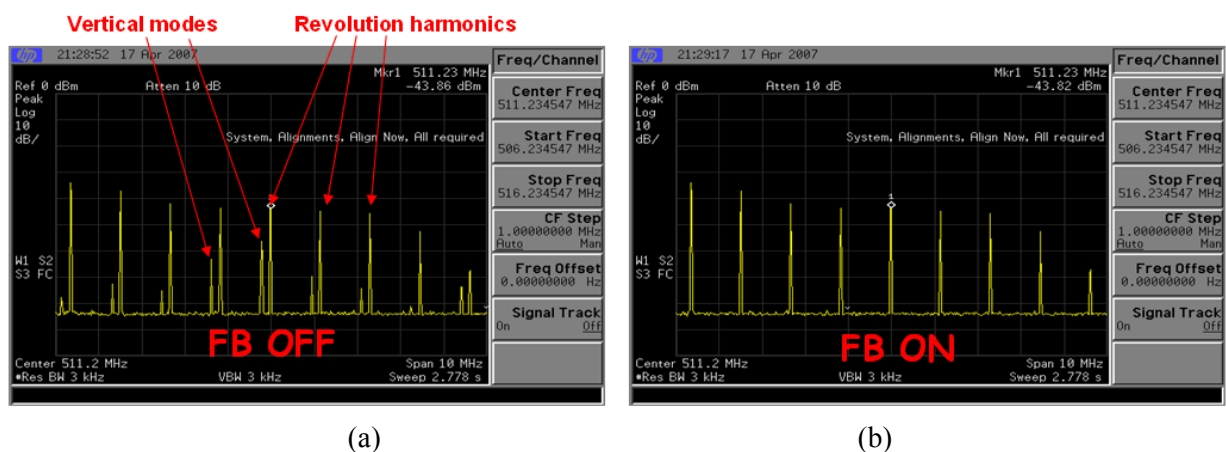 Vertical modes Revolution harmonics
hp 21:28:52 17 Apr 2007
Freq/Channel
Mkr1 511.23 MHz
Ref 0 dBm Atten 10 dB -43.86 dBm
Peak
Log
10
dB/
System, Alignments, Align Now, All required
1
W1 S2
S3 FC
FB OFF
Center 511.2 MHz Span 10 MHz
•Res BW 3 kHz VBW 3 kHz Sweep 2.778 s
Center Freq
511.234547 MHz
Start Freq
506.234547 MHz
Stop Freq
516.234547 MHz
CF Step
1.00000000 MHz
Auto Man
Freq Offset
0.00000000 Hz
Signal Track
On Off
(a)
hp 21:29:17 17 Apr 2007
Freq/Channel
Mkr1 511.23 MHz
Ref 0 dBm Atten 10 dB -43.82 dBm
Peak
Log
10
dB/
System, Alignments, Align Now, All required
1
W1 S2
S3 FC
FB ON
Center 511.2 MHz Span 10 MHz
•Res BW 3 kHz VBW 3 kHz Sweep 2.778 s
Center Freq
511.234547 MHz
Start Freq
506.234547 MHz
Stop Freq
516.234547 MHz
CF Step
1.00000000 MHz
Auto Man
Freq Offset
0.00000000 Hz
Signal Track
On Off
(b)